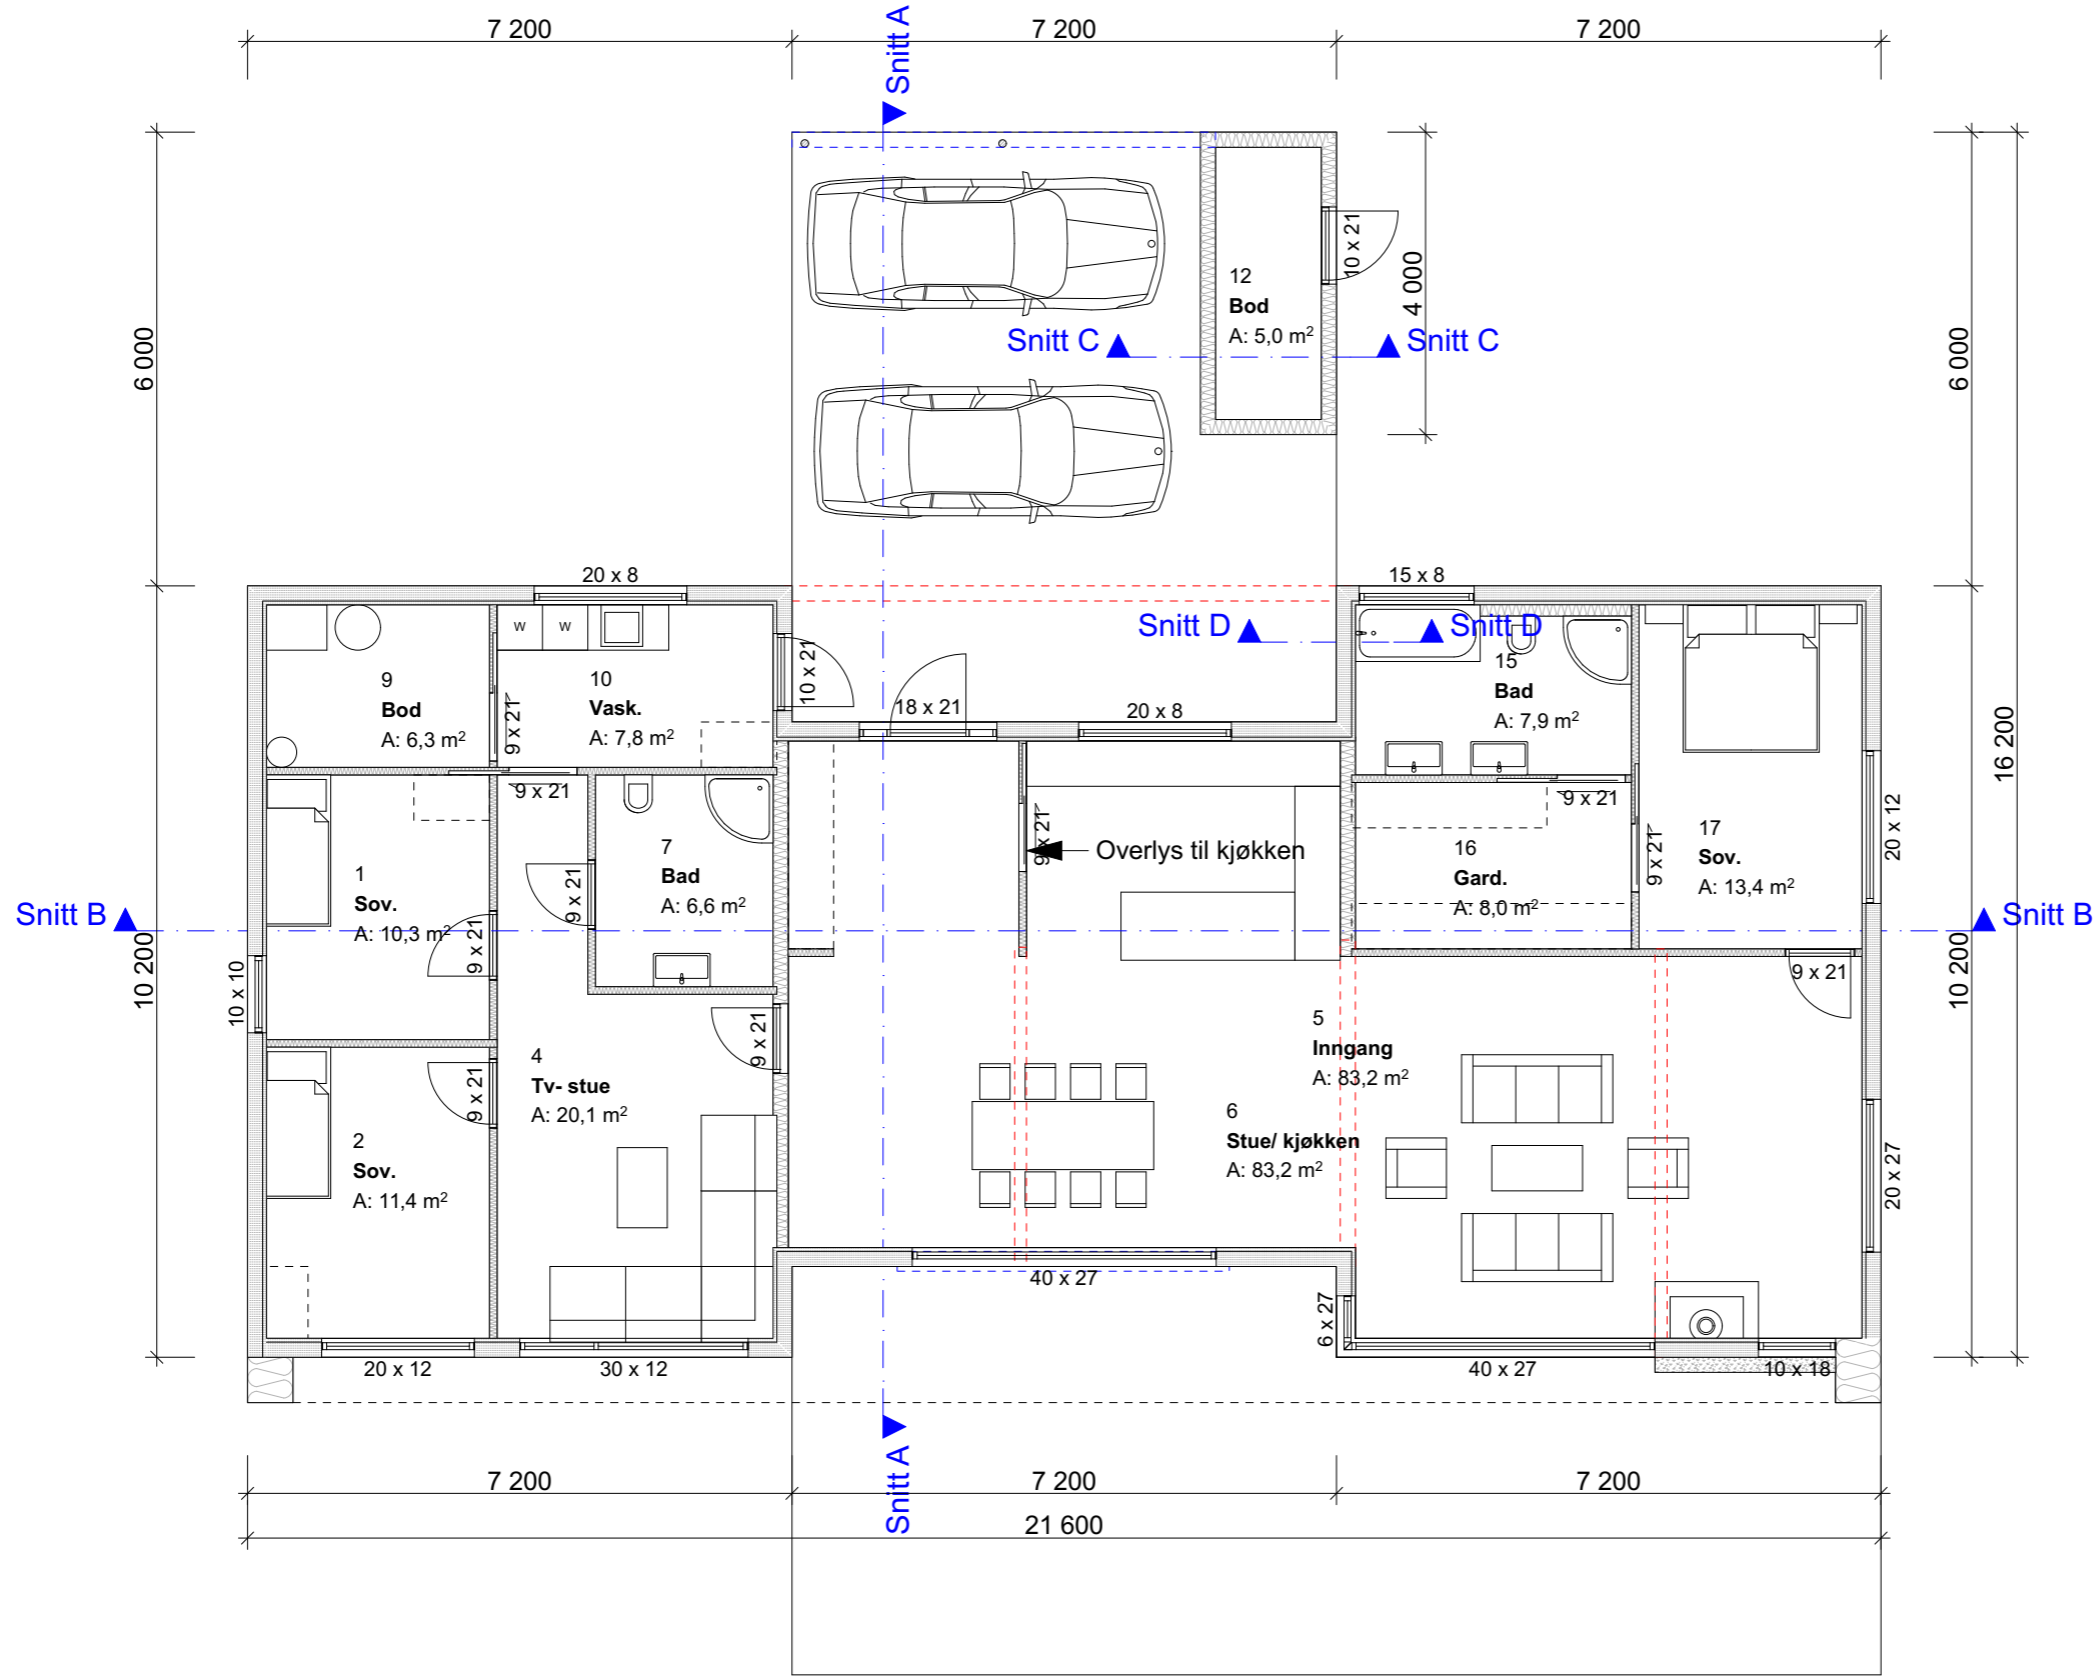 7 200
7 200
7 200
Snitt A
6 000
4 000
6 000
16 200
10 x 21
12
Bod
A: 5,0 m²
Snitt C
Snitt C
20 x 8
15 x 8
Snitt D
Snitt D
W
W
9
Bod
A: 6,3 m²
10
Vask.
A: 7,8 m²
9 x 21
10 x 21
18 x 21
20 x 8
15
Bad
A: 7,9 m²
9 x 21
9 x 21
9 x 21
Overlys til kjøkken
9 x 21
20 x 12
1
Sov.
A: 10,3 m²
7
Bad
A: 6,6 m²
9 x 21
16
Gard.
A: 8,0 m²
17
Sov.
A: 13,4 m²
Snitt B
Snitt B
10 200
10 x 10
9 x 21
9 x 21
10 200
5
Inngang
A: 83,2 m²
4
Tv- stue
A: 20,1 m²
9 x 21
9 x 21
6
Stue/ kjøkken
A: 83,2 m²
2
Sov.
A: 11,4 m²
20 x 27
40 x 27
6 x 27
20 x 12
30 x 12
40 x 27
10 x 18
Snitt A
7 200
7 200
7 200
21 600